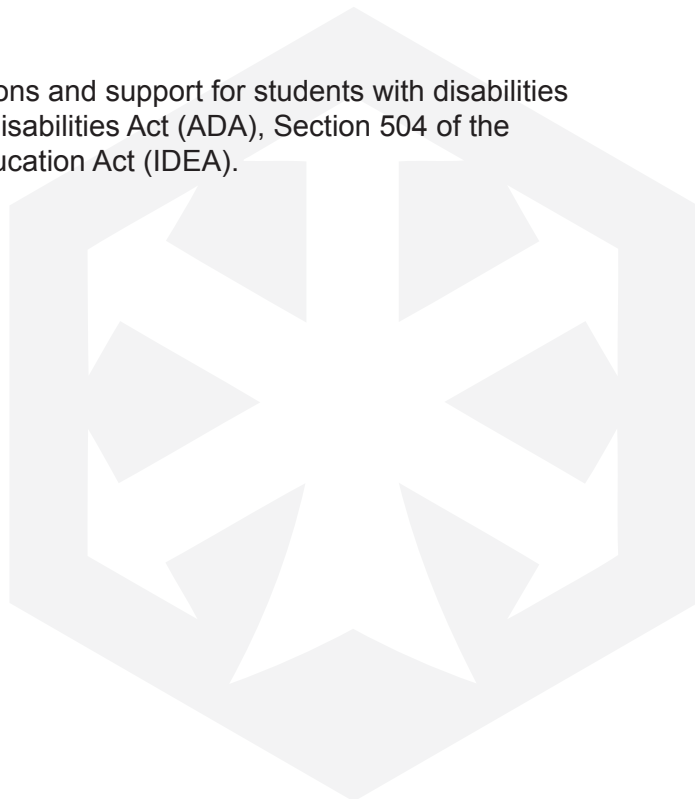 ons and support for students with disabilities
isabilities Act (ADA), Section 504 of the
ucation Act (IDEA).